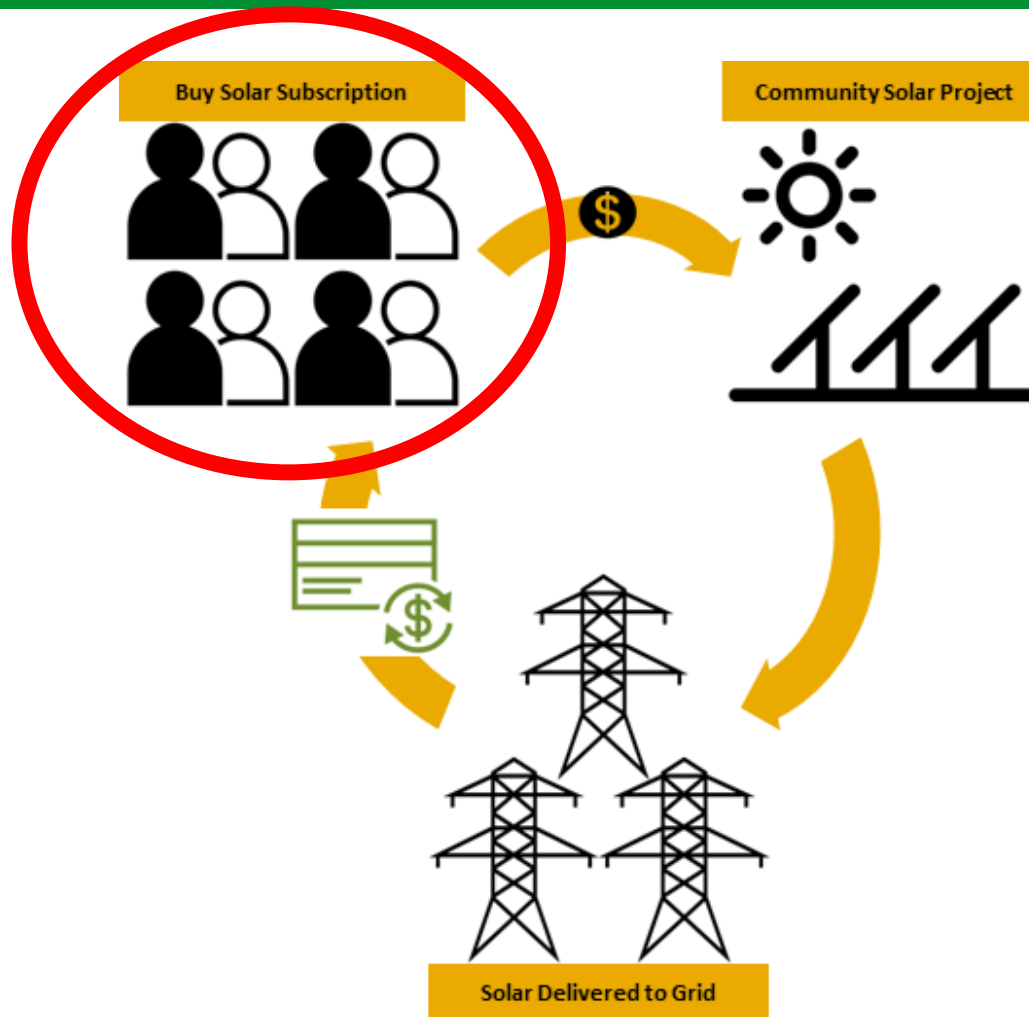 Buy Solar Subscription
Community Solar Project
$
$
Solar Delivered to Grid